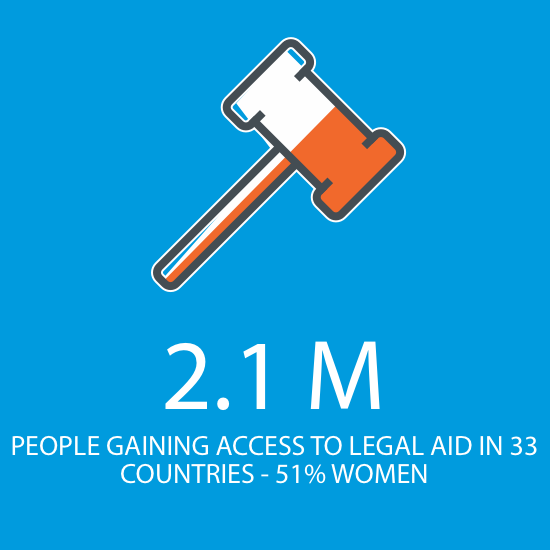 2.1 M
PEOPLE GAINING ACCESS TO LEGAL AID IN 33
COUNTRIES - 51% WOMEN